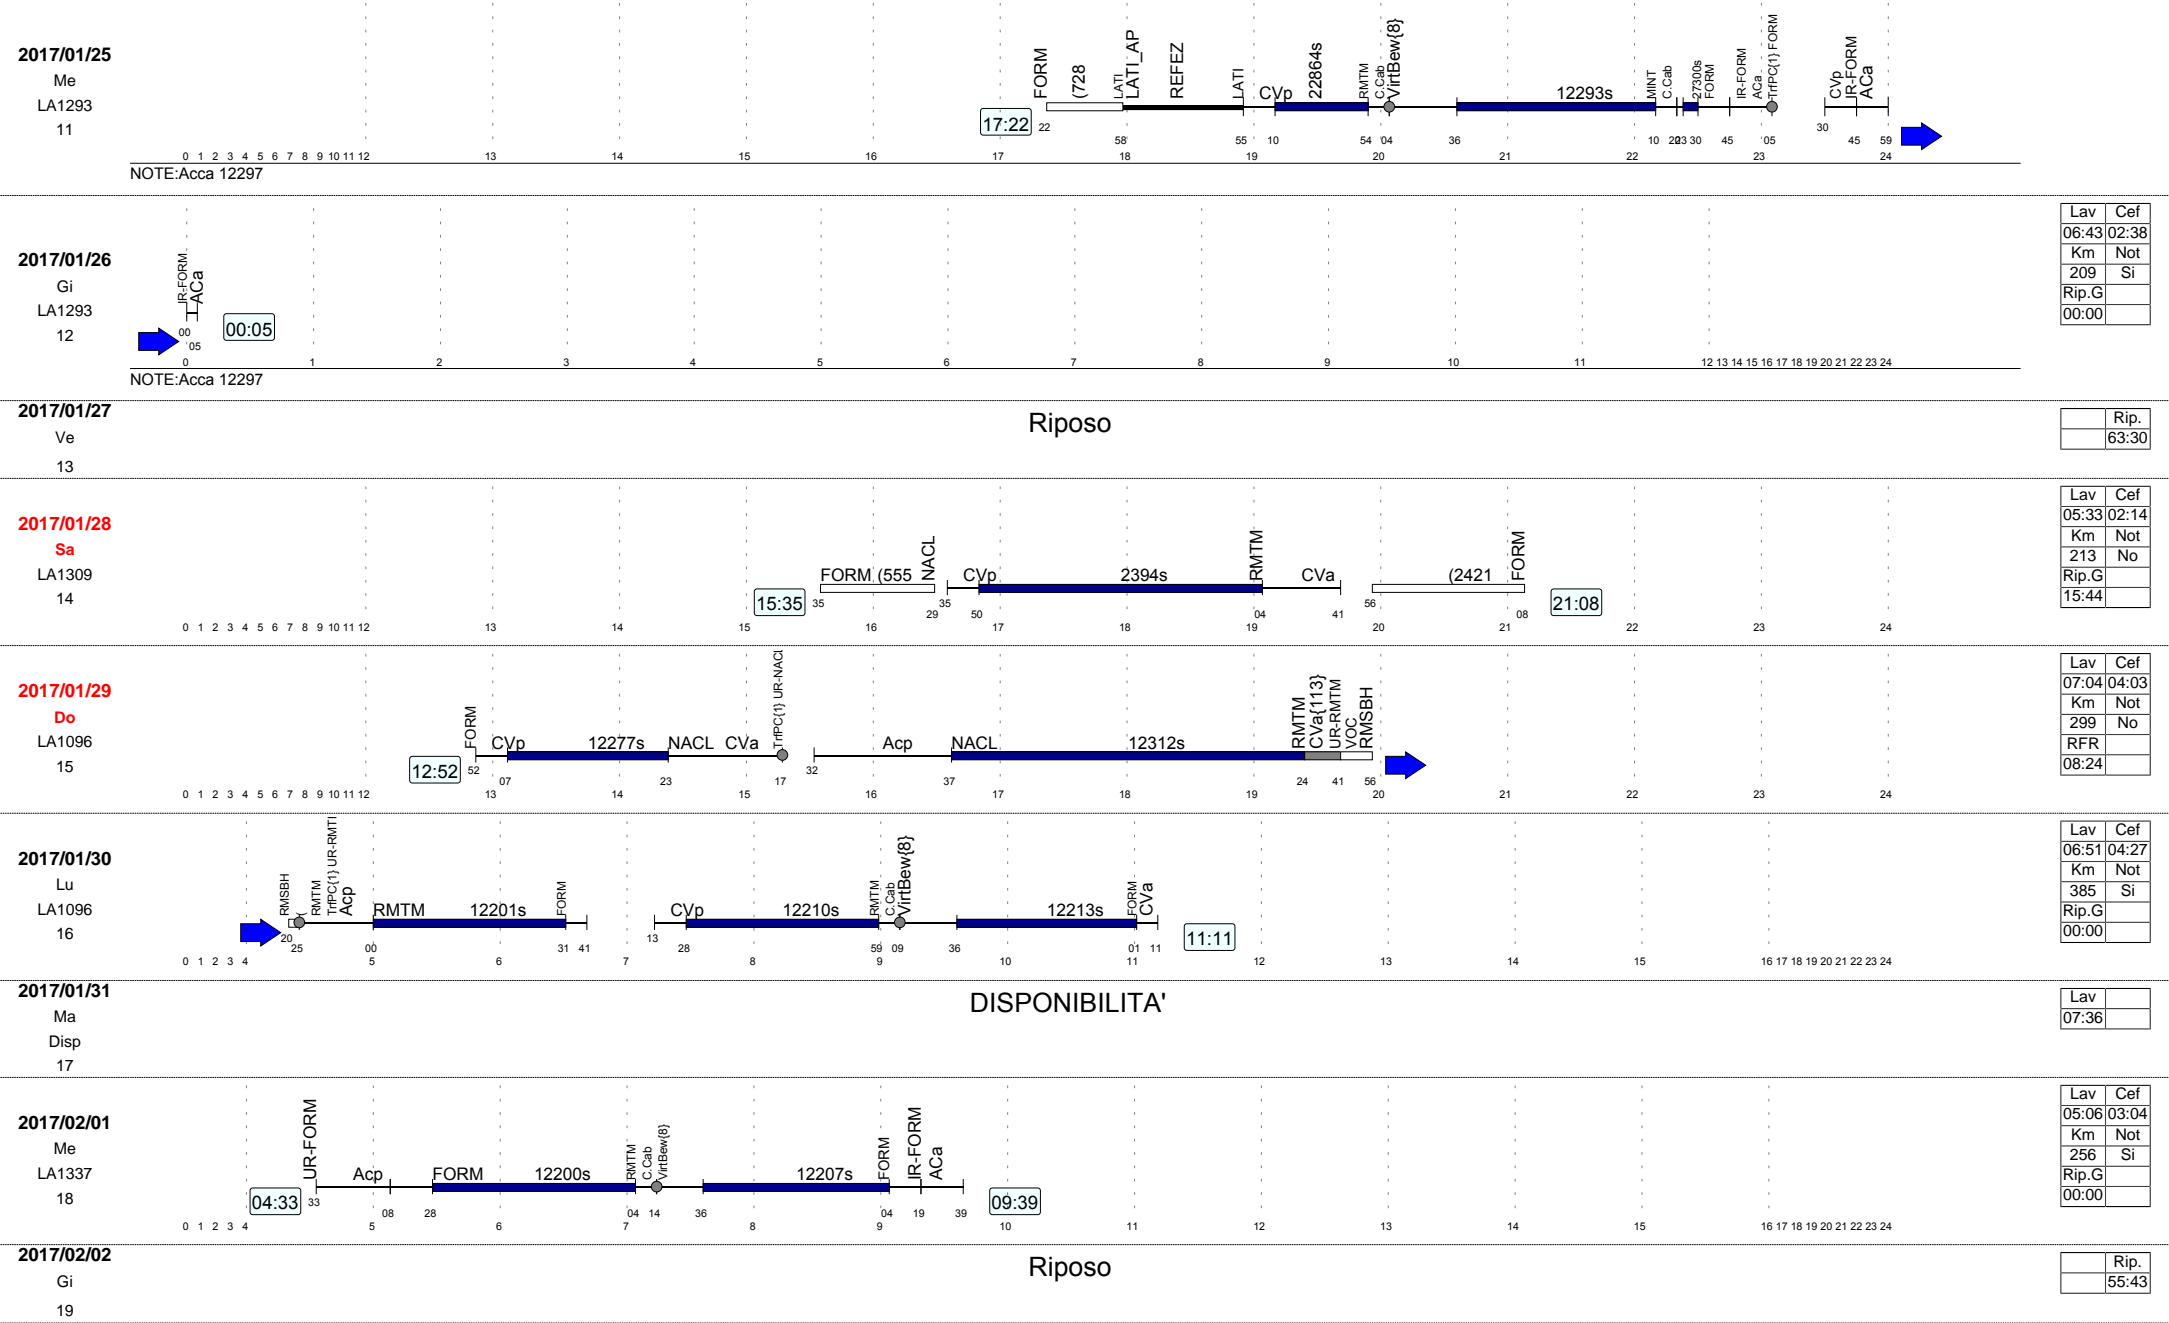 2017/01/25
Me
LA1293
11
17:22
FORM (728 LATI LATI_AP REFEZ LATI CVp 22864s RMTM C.Cab VirtBew{8} 12293s MINT C.Cab 27300s FORM IR-FORM ACa TrfPC{1} FORM CVp IR-FORM ACa
22 58 55 10 54 04 36 10 20 23 30 45 05 30 45 59
0 1 2 3 4 5 6 7 8 9 10 11 12 13 14 15 16 17 18 19 20 21 22 23 24
NOTE:Acca 12297
2017/01/26
Gi
LA1293
12
IR-FORM ACa
00 05
00:05
0 1 2 3 4 5 6 7 8 9 10 11 12 13 14 15 16 17 18 19 20 21 22 23 24
NOTE:Acca 12297
Lav Cef
06:43 02:38
Km Not
209 Si
Rip.G
00:00
2017/01/27
Ve
13
Riposo
Rip.
63:30
2017/01/28
Sa
LA1309
14
15:35
FORM (555 NACL CVp 2394s RMTM CVa (2421 FORM
35 29 35 50 04 41 56 08
21:08
0 1 2 3 4 5 6 7 8 9 10 11 12 13 14 15 16 17 18 19 20 21 22 23 24
Lav Cef
05:33 02:14
Km Not
213 No
Rip.G
15:44
2017/01/29
Do
LA1096
15
12:52
FORM CVp 12277s NACL CVa TrfPC{1} UR-NACL Acp NACL 12312s RMTM CVa{113} UR-RMTM VOC RMSBH
52 07 23 17 32 37 24 41 56
0 1 2 3 4 5 6 7 8 9 10 11 12 13 14 15 16 17 18 19 20 21 22 23 24
Lav Cef
07:04 04:03
Km Not
299 No
RFR
08:24
2017/01/30
Lu
LA1096
16
RMSBH ( RMTM TrfPC{1} UR-RMT Acp RMTM 12201s FORM CVp 12210s RMTM C.Cab VirtBew{8} 12213s FORM CVa
20 25 00 31 41 13 28 59 09 36 01 11
11:11
0 1 2 3 4 5 6 7 8 9 10 11 12 13 14 15 16 17 18 19 20 21 22 23 24
Lav Cef
06:51 04:27
Km Not
385 Si
Rip.G
00:00
2017/01/31
Ma
Disp
17
DISPONIBILITA'
Lav
07:36
2017/02/01
Me
LA1337
18
04:33
UR-FORM Acp FORM 12200s RMTM C.Cab VirtBew{8} 12207s FORM IR-FORM ACa
33 08 28 04 14 36 04 19 39
09:39
0 1 2 3 4 5 6 7 8 9 10 11 12 13 14 15 16 17 18 19 20 21 22 23 24
Lav Cef
05:06 03:04
Km Not
256 Si
Rip.G
00:00
2017/02/02
Gi
19
Riposo
Rip.
55:43